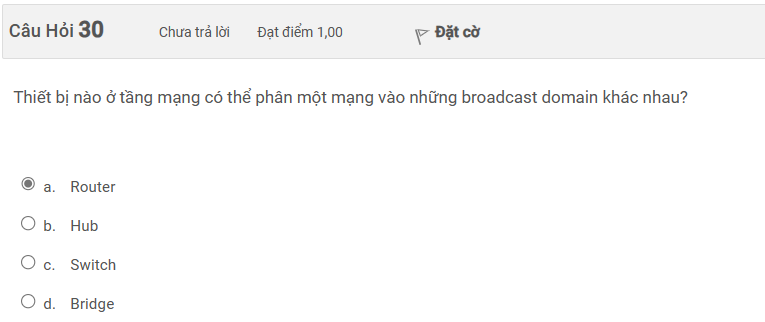 Câu Hỏi 30 Chưa trả lời Đạt điểm 1,00 Đặt cờ
Thiết bị nào ở tầng mạng có thể phân một mạng vào những broadcast domain khác nhau?
a. Router
b. Hub
c. Switch
d. Bridge